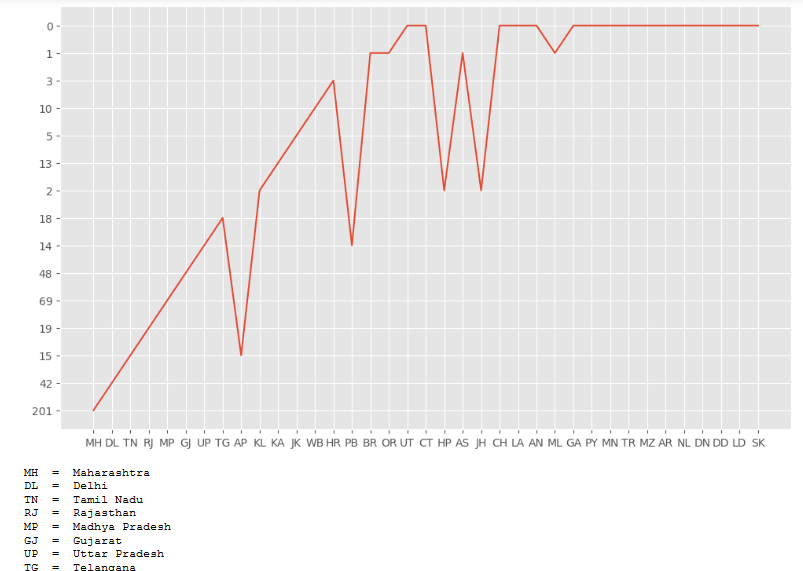 0
1
3
10
5
13
2
18
14
48
69
19
15
42
201
MH DL TN RJ MP GJ UP TG AP KL KA JK WB HR PB BR OR UT CT HP AS JH CH LA AN ML GA PY MN TR MZ AR NL DN DD LD SK
MH = Maharashtra
DL = Delhi
TN = Tamil Nadu
RJ = Rajasthan
MP = Madhya Pradesh
GJ = Gujarat
UP = Uttar Pradesh
TG = Telangana